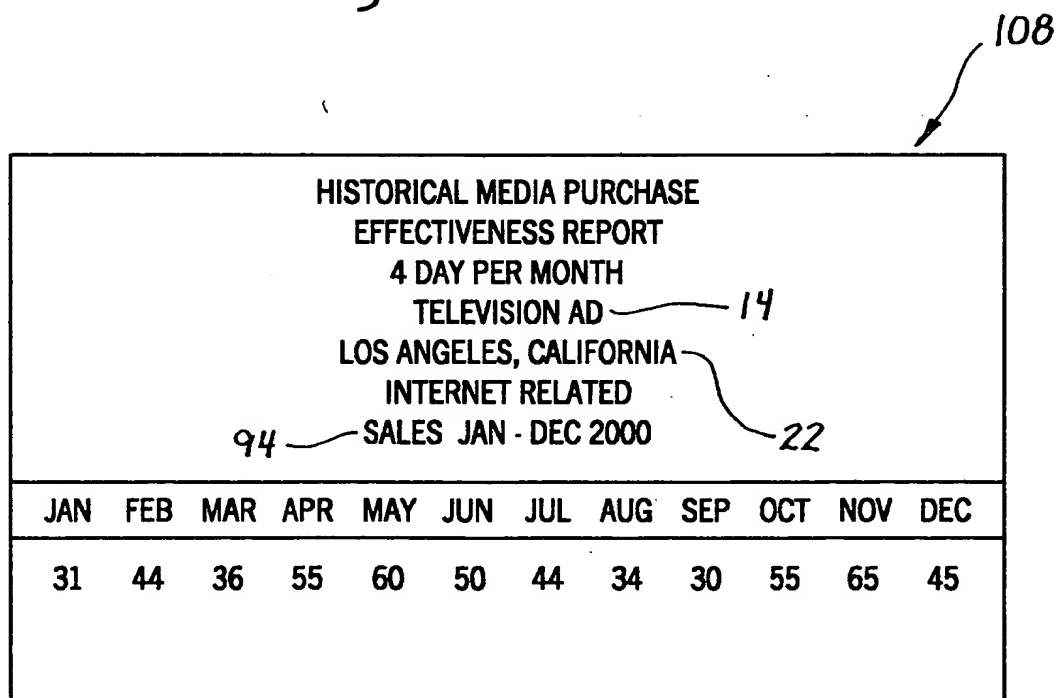 108
HISTORICAL MEDIA PURCHASE
EFFECTIVENESS REPORT
4 DAY PER MONTH
TELEVISION AD 14
LOS ANGELES, CALIFORNIA
INTERNET RELATED
94 SALES JAN - DEC 2000 22
JAN FEB MAR APR MAY JUN JUL AUG SEP OCT NOV DEC
31 44 36 55 60 50 44 34 30 55 65 45